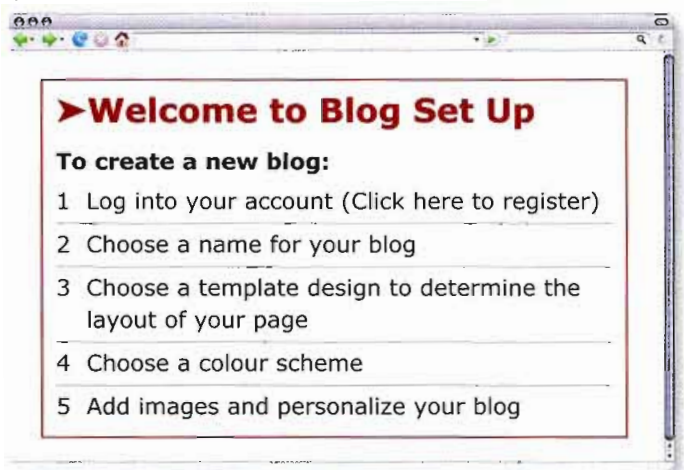 ➤Welcome to Blog Set Up
To create a new blog:
1 Log into your account (Click here to register)
2 Choose a name for your blog
3 Choose a template design to determine the
layout of your page
4 Choose a colour scheme
5 Add images and personalize your blog